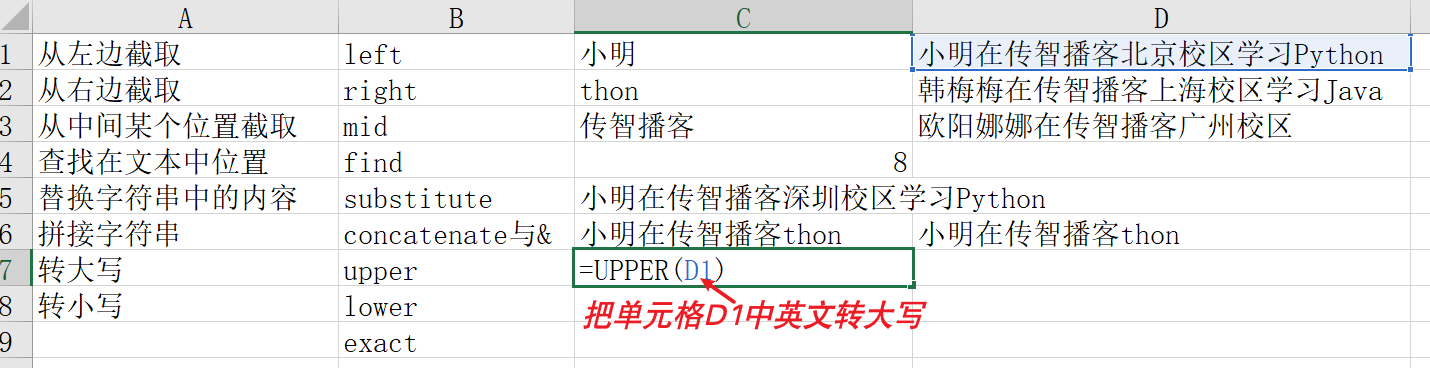 A B C D
1 从左边截取 left 小明 小明在传智播客北京校区学习Python
2 从右边截取 right thon 韩梅梅在传智播客上海校区学习Java
3 从中间某个位置截取 mid 传智播客 欧阳娜娜在传智播客广州校区
4 查找在文本中位置 find 8
5 替换字符串中的内容 substitute 小明在传智播客深圳校区学习Python
6 拼接字符串 concatenate与& 小明在传智播客thon 小明在传智播客thon
7 转大写 upper =UPPER(D1)
8 转小写 lower 把单元格D1中英文转大写
9 exact